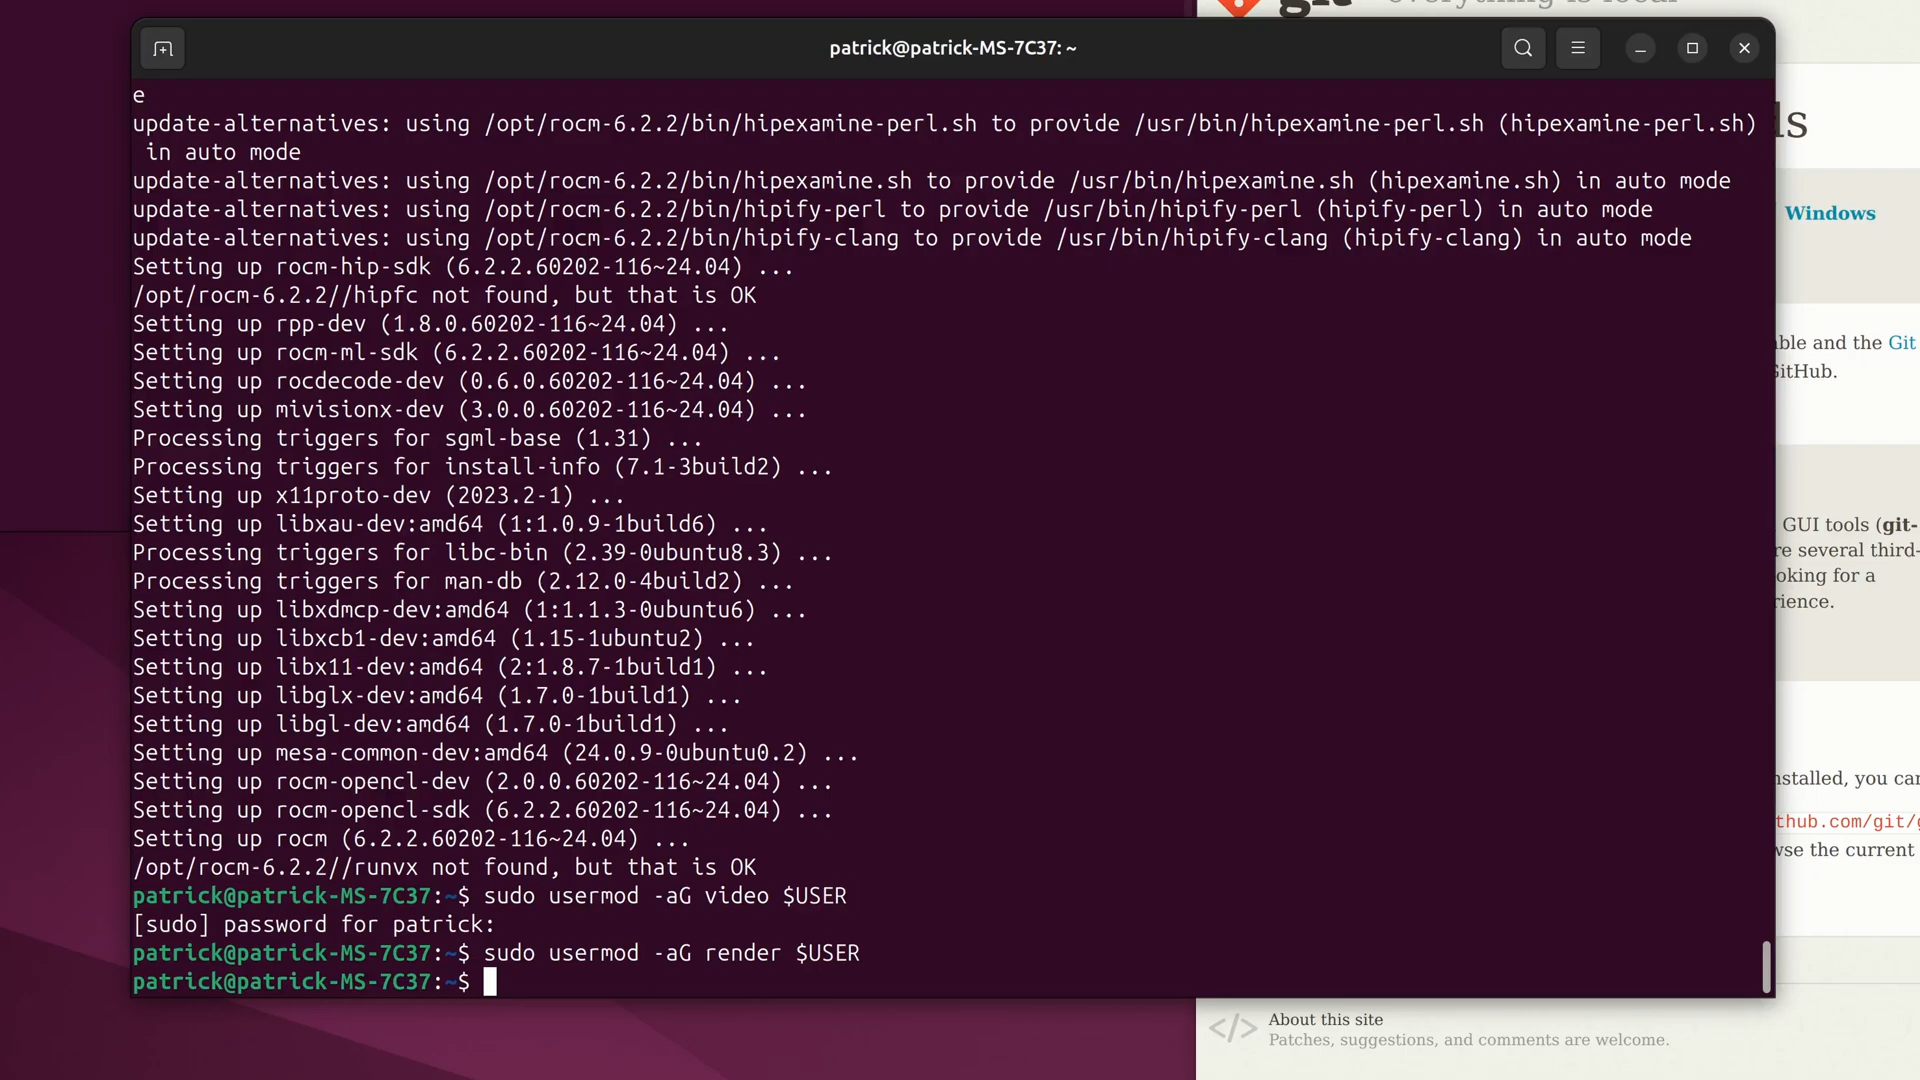 patrick@patrick-MS-7C37: ~
e
update-alternatives: using /opt/rocm-6.2.2/bin/hipexamine-perl.sh to provide /usr/bin/hipexamine-perl.sh (hipexamine-perl.sh)
in auto mode
update-alternatives: using /opt/rocm-6.2.2/bin/hipexamine.sh to provide /usr/bin/hipexamine.sh (hipexamine.sh) in auto mode
update-alternatives: using /opt/rocm-6.2.2/bin/hipify-perl to provide /usr/bin/hipify-perl (hipify-perl) in auto mode
update-alternatives: using /opt/rocm-6.2.2/bin/hipify-clang to provide /usr/bin/hipify-clang (hipify-clang) in auto mode
Setting up rocm-hip-sdk (6.2.2.60202-116~24.04) ...
/opt/rocm-6.2.2//hipfc not found, but that is OK
Setting up rpp-dev (1.8.0.60202-116~24.04) ...
Setting up rocm-ml-sdk (6.2.2.60202-116~24.04) ...
Setting up rocdecode-dev (0.6.0.60202-116~24.04) ...
Setting up mivisionx-dev (3.0.0.60202-116~24.04) ...
Processing triggers for sgml-base (1.31) ...
Processing triggers for install-info (7.1-3build2) ...
Setting up x11proto-dev (2023.2-1) ...
Setting up libxau-dev:amd64 (1:1.0.9-1build6) ...
Processing triggers for libc-bin (2.39-0ubuntu8.3) ...
Processing triggers for man-db (2.12.0-4build2) ...
Setting up libxdmcp-dev:amd64 (1:1.1.3-0ubuntu6) ...
Setting up libxcb1-dev:amd64 (1.15-1ubuntu2) ...
Setting up libx11-dev:amd64 (2:1.8.7-1build1) ...
Setting up libglx-dev:amd64 (1.7.0-1build1) ...
Setting up libgl-dev:amd64 (1.7.0-1build1) ...
Setting up mesa-common-dev:amd64 (24.0.9-0ubuntu0.2) ...
Setting up rocm-opencl-dev (2.0.0.60202-116~24.04) ...
Setting up rocm-opencl-sdk (6.2.2.60202-116~24.04) ...
Setting up rocm (6.2.2.60202-116~24.04) ...
/opt/rocm-6.2.2//runvx not found, but that is OK
patrick@patrick-MS-7C37:~$ sudo usermod -aG video $USER
[sudo] password for patrick:
patrick@patrick-MS-7C37:~$ sudo usermod -aG render $USER
patrick@patrick-MS-7C37:~$
Windows
and the Git
GitHub.
GUI tools (git-
several third-
for a
installed, you
the current
</> About this site
Patches, suggestions, and comments are welcome.